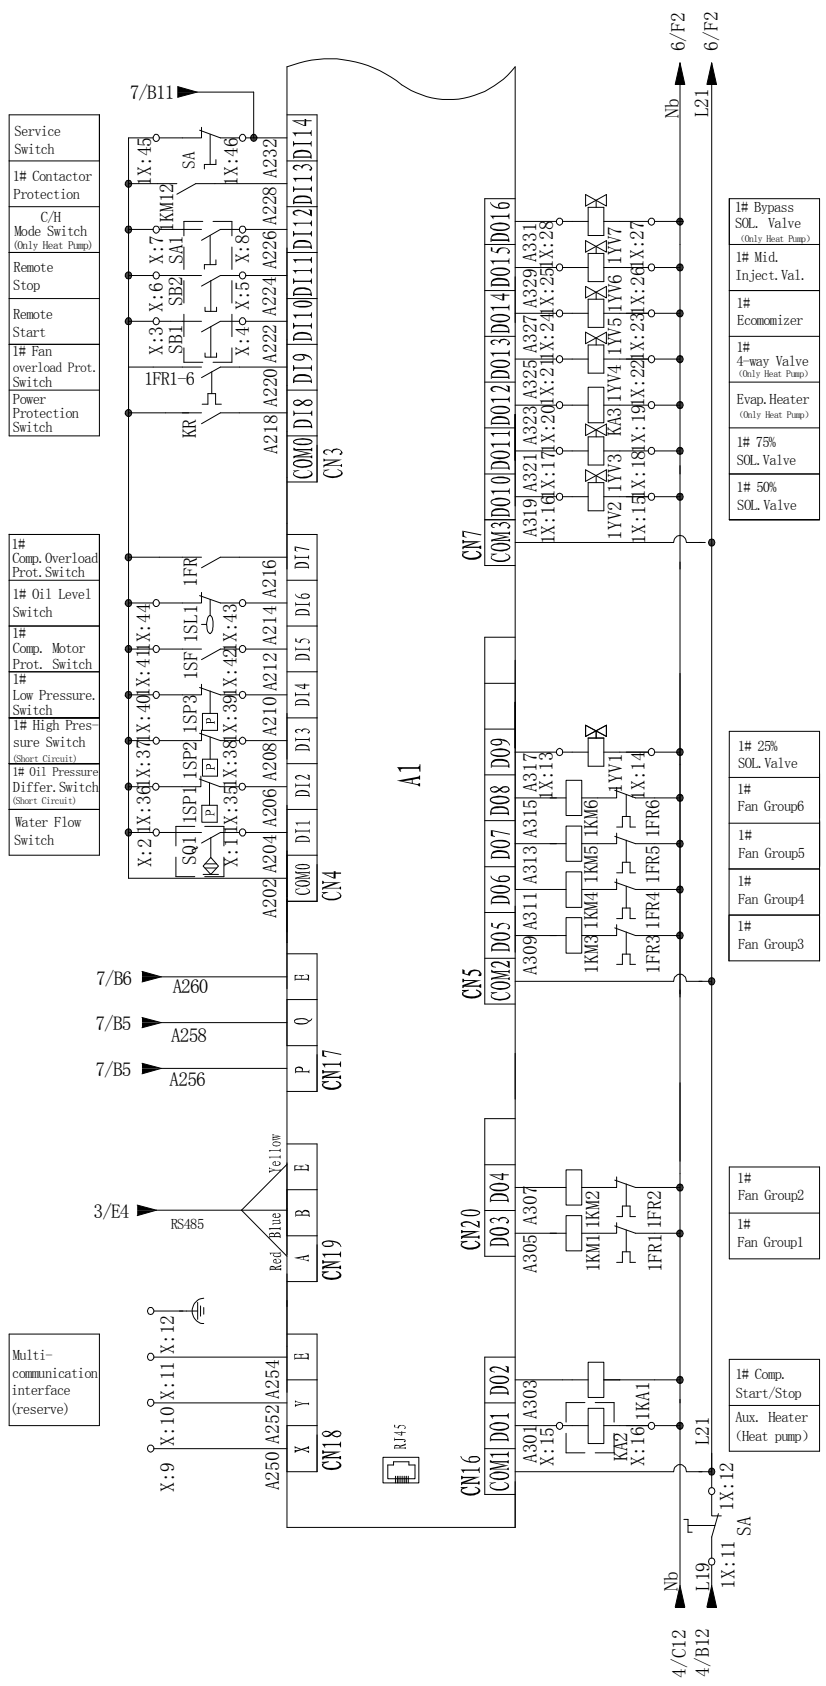 7/B11
6/F2
6/F2
Nb
L21
Service
Switch
1# Contactor
Protection
C/H
Mode Switch
(Only Heat Pump)
Remote
Stop
Remote
Start
1# Fan
overload Prot.
Switch
Power
Protection
Switch
1X:45
SA
1X:46
A232
DI14
1KM12
A228
DI13
X:7
SA1
X:8
A226
DI12
X:6
SB2
X:5
A224
DI11
X:3
SB1
X:4
A222
DI10
1FR1-6
A220
DI9
KR
A218
DI8
COM0
CN3
1#
Comp.Overload
Prot.Switch
1# Oil Level
Switch
1#
Comp. Motor
Prot. Switch
1#
Low Pressure.
Switch
1# High Pres-
sure Switch
(Short Circuit)
1# Oil Pressure
Differ.Switch
(Short Circuit)
Water Flow
Switch
1FR
A216
DI7
1X:44
1SL1
1X:43
A214
DI6
1X:41
1SF
1X:42
A212
DI5
1X:40
1SP3
P
1X:39
A210
DI4
1X:37
1SP2
P
1X:38
A208
DI3
1X:36
1SP1
P
1X:35
A206
DI2
X:2
SQ1
X:1
A204
DI1
A202
COM0
CN4
A1
7/B6
A260
E
7/B5
A258
Q
7/B5
A256
P
CN17
3/E4
RS485
Yellow
Blue
Red
E
B
A
CN19
Multi-
communication
interface
(reserve)
X:12
X:11
A254
E
X:10
A252
Y
X:9
A250
X
CN18
RJ45
DO16
A331
1X:28
1YV7
1X:27
DO15
A329
1X:25
1YV6
1X:26
DO14
A327
1X:24
1YV5
1X:23
DO13
A325
1X:21
1YV4
1X:22
DO12
A323
1X:20
KA3
1X:19
DO11
A321
1X:17
1YV3
1X:18
DO10
A319
1X:16
1YV2
1X:15
COM3
CN7
1# Bypass
SOL. Valve
(Only Heat Pump)
1# Mid.
Inject.Val.
1#
Ecomomizer
1#
4-way Valve
(Only Heat Pump)
Evap.Heater
(Only Heat Pump)
1# 75%
SOL.Valve
1# 50%
SOL.Valve
DO9
A317
1X:13
1YV1
1X:14
DO8
A315
1KM6
1FR6
DO7
A313
1KM5
1FR5
DO6
A311
1KM4
1FR4
DO5
A309
1KM3
1FR3
COM2
CN5
1# 25%
SOL.Valve
1#
Fan Group6
1#
Fan Group5
1#
Fan Group4
1#
Fan Group3
DO4
A307
1KM2
1FR2
DO3
A305
1KM1
1FR1
CN20
1#
Fan Group2
1#
Fan Group1
DO2
A303
1KA1
DO1
A301
X:15
KA2
X:16
COM1
CN16
1# Comp.
Start/Stop
Aux. Heater
(Heat pump)
L21
1X:12
SA
1X:11
L19
Nb
4/C12
4/B12